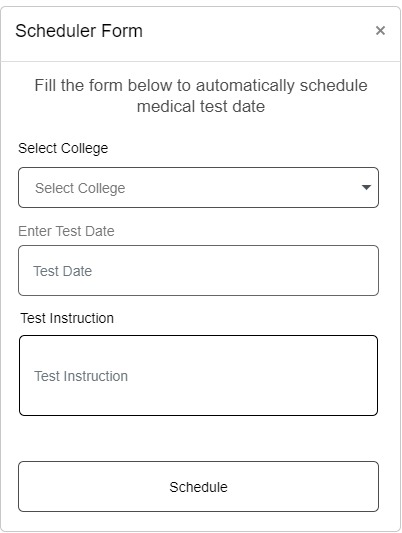 Scheduler Form ×
Fill the form below to automatically schedule
medical test date
Select College
Select College
Enter Test Date
Test Date
Test Instruction
Test Instruction
Schedule